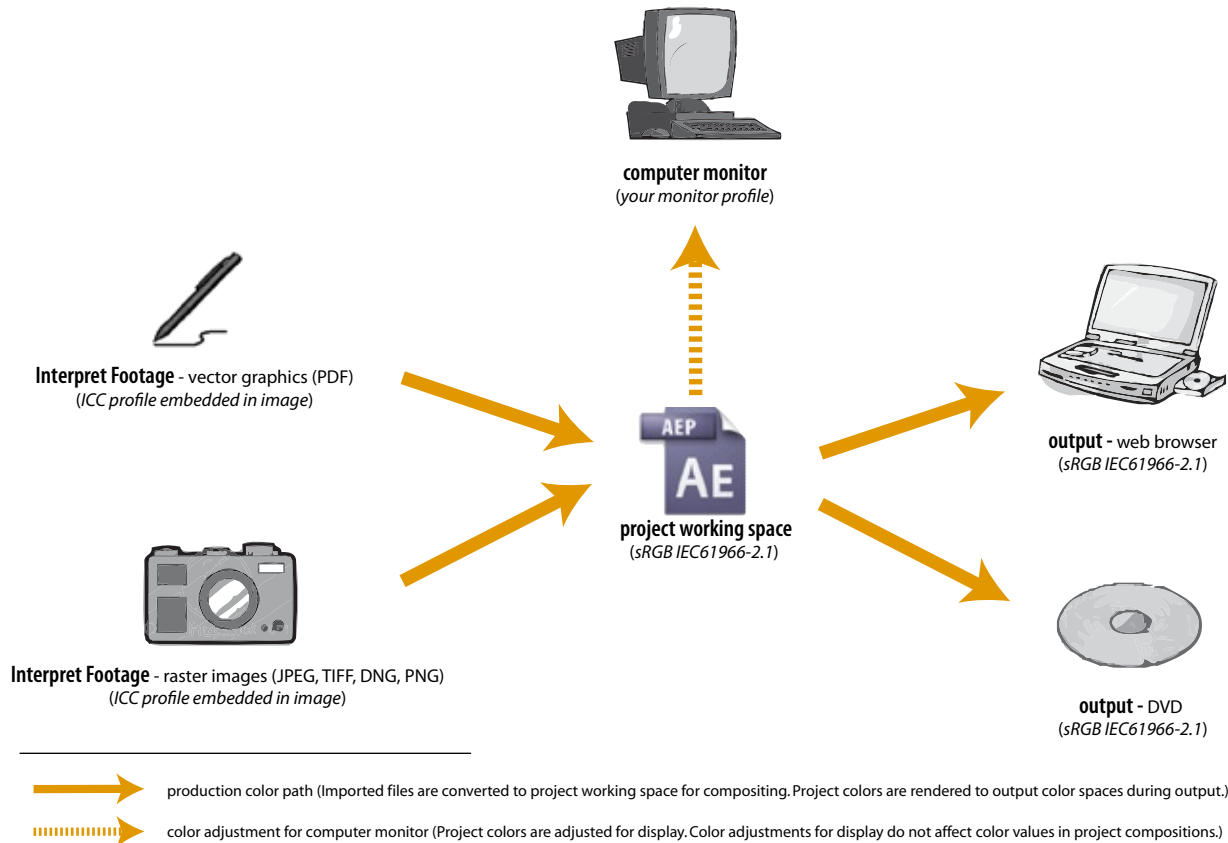 computer monitor
(your monitor profile)
Interpret Footage - vector graphics (PDF)
(ICC profile embedded in image)
AEP
AE
project working space
(sRGB IEC61966-2.1)
output - web browser
(sRGB IEC61966-2.1)
Interpret Footage - raster images (JPEG, TIFF, DNG, PNG)
(ICC profile embedded in image)
output - DVD
(sRGB IEC61966-2.1)
production color path (Imported files are converted to project working space for compositing. Project colors are rendered to output color spaces during output.)
color adjustment for computer monitor (Project colors are adjusted for display. Color adjustments for display do not affect color values in project compositions.)